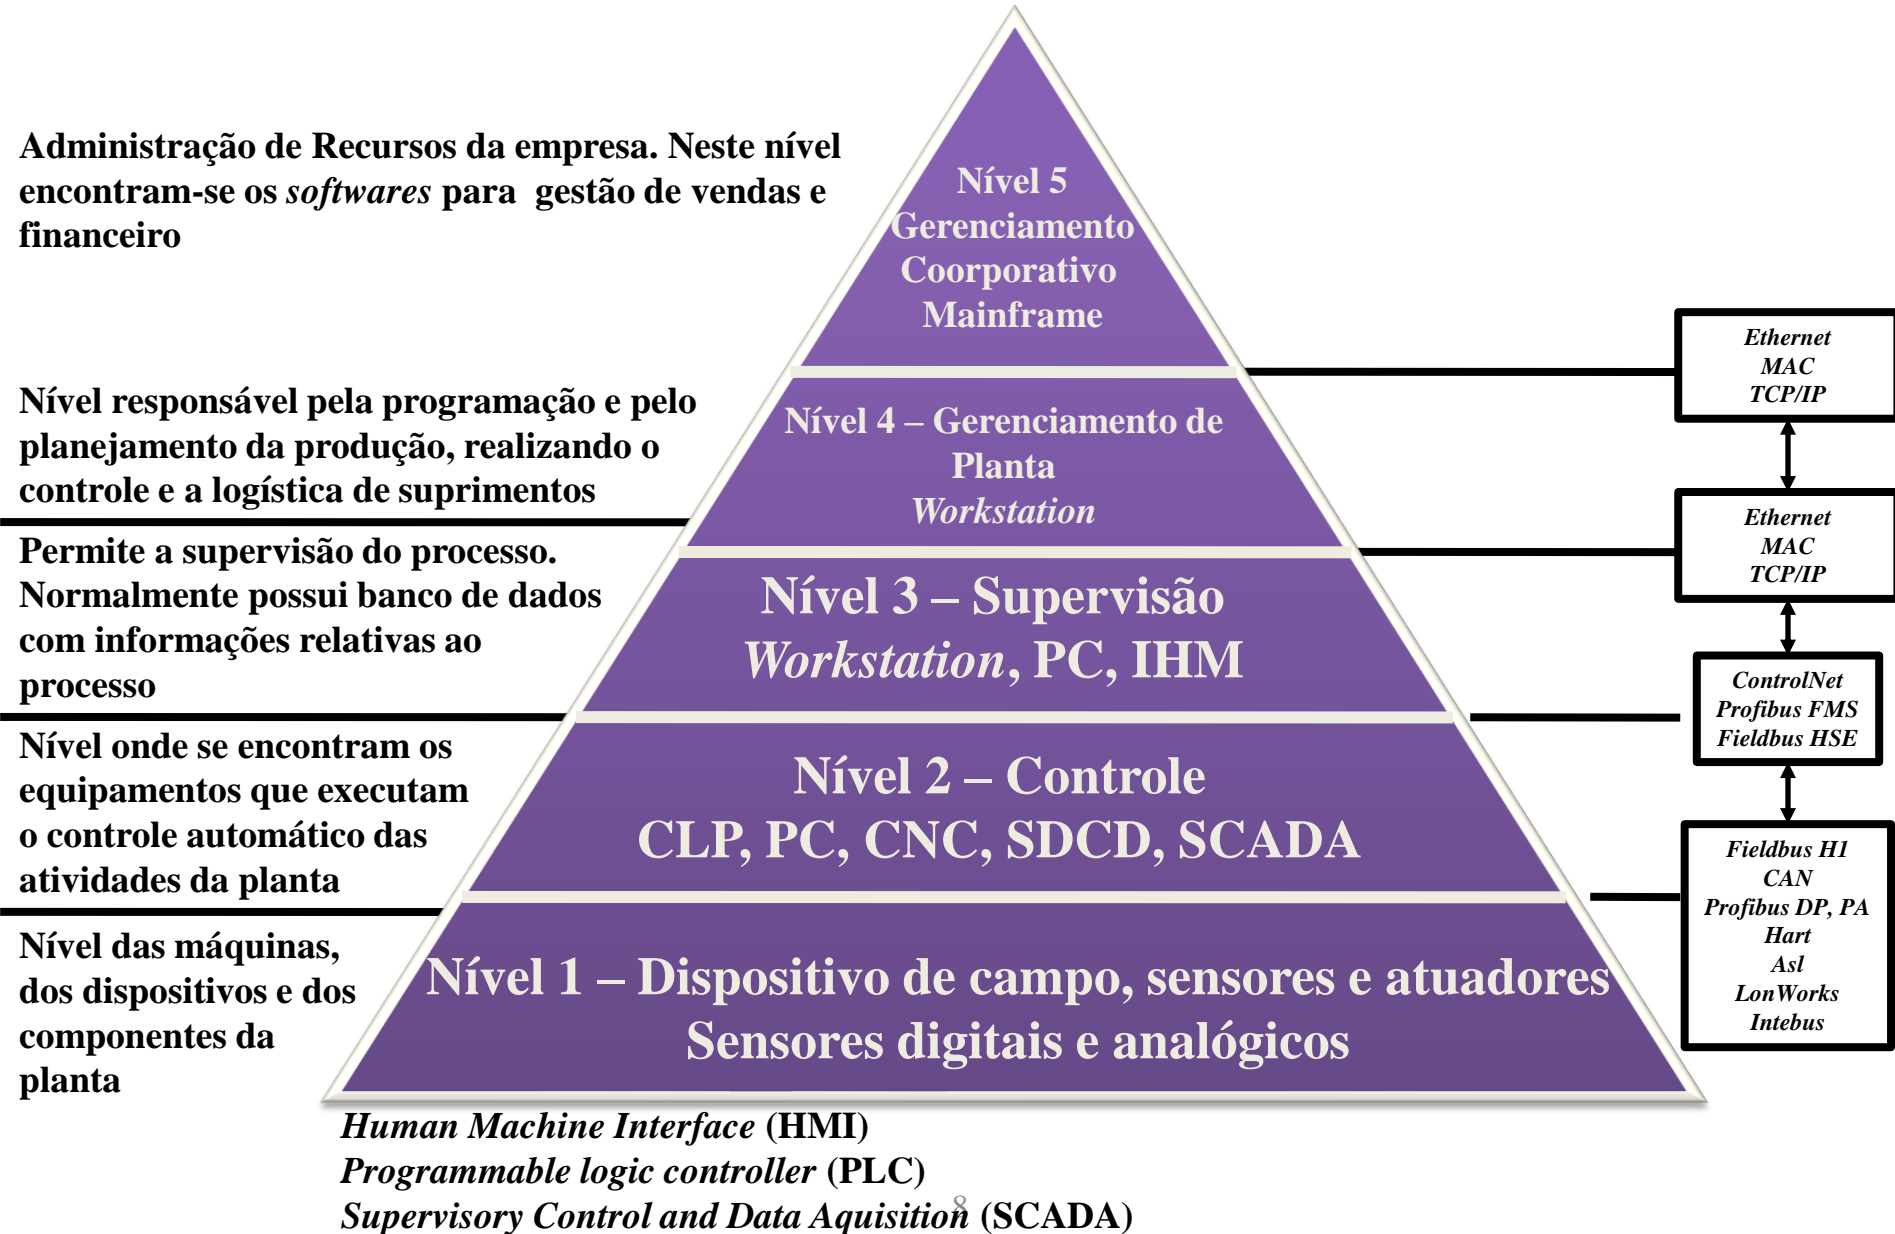 Administração de Recursos da empresa. Neste nível
encontram-se os softwares para gestão de vendas e
financeiro
Nível 5
Gerenciamento
Coorporativo
Mainframe
Ethernet
MAC
TCP/IP
Nível responsável pela programação e pelo
planejamento da produção, realizando o
controle e a logística de suprimentos
Nível 4 – Gerenciamento de
Planta
Workstation
Ethernet
MAC
TCP/IP
Permite a supervisão do processo.
Normalmente possui banco de dados
com informações relativas ao
processo
Nível 3 – Supervisão
Workstation, PC, IHM
ControlNet
Profibus FMS
Fieldbus HSE
Nível onde se encontram os
equipamentos que executam
o controle automático das
atividades da planta
Nível 2 – Controle
CLP, PC, CNC, SDCD, SCADA
Fieldbus H1
CAN
Profibus DP, PA
Hart
Asl
LonWorks
Intebus
Nível das máquinas,
dos dispositivos e dos
componentes da
planta
Nível 1 – Dispositivo de campo, sensores e atuadores
Sensores digitais e analógicos
Human Machine Interface (HMI)
Programmable logic controller (PLC)
Supervisory Control and Data Aquisition (SCADA)
8